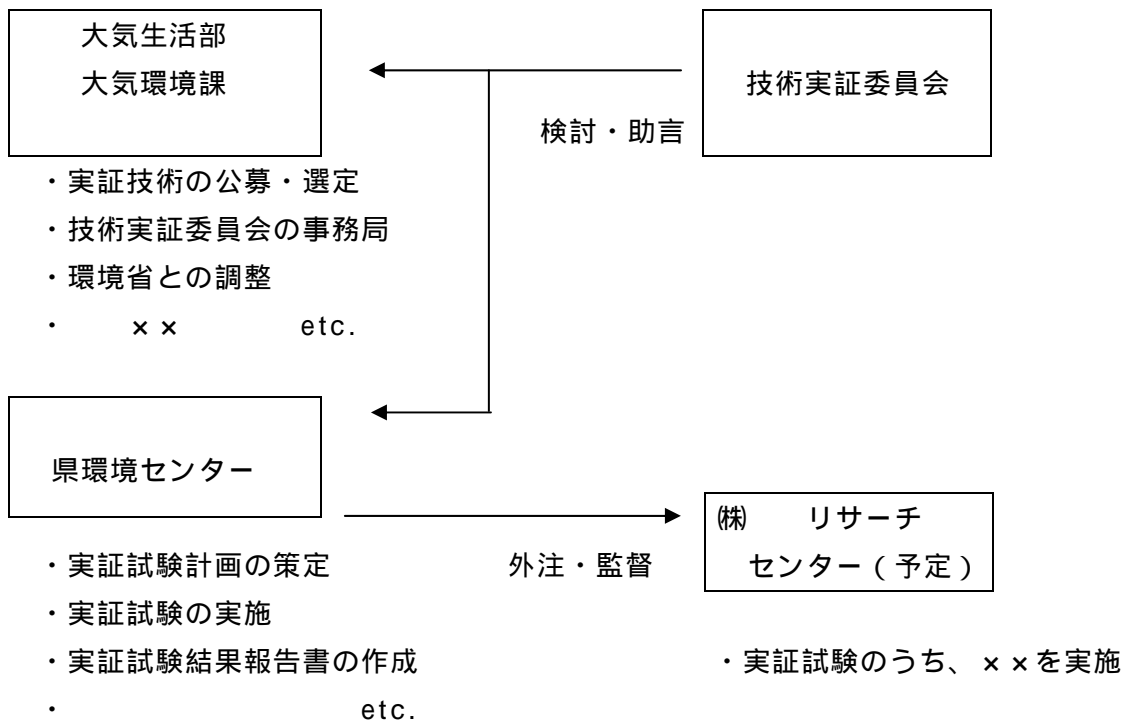 大気生活部
大気環境課
技術実証委員会
検討・助言
・実証技術の公募・選定
・技術実証委員会の事務局
・環境省との調整
・　××　etc.
県環境センター
㈱　リサーチ
センター（予定）
外注・監督
・実証試験計画の策定
・実証試験の実施
・実証試験結果報告書の作成
・　etc.
・実証試験のうち、××を実施